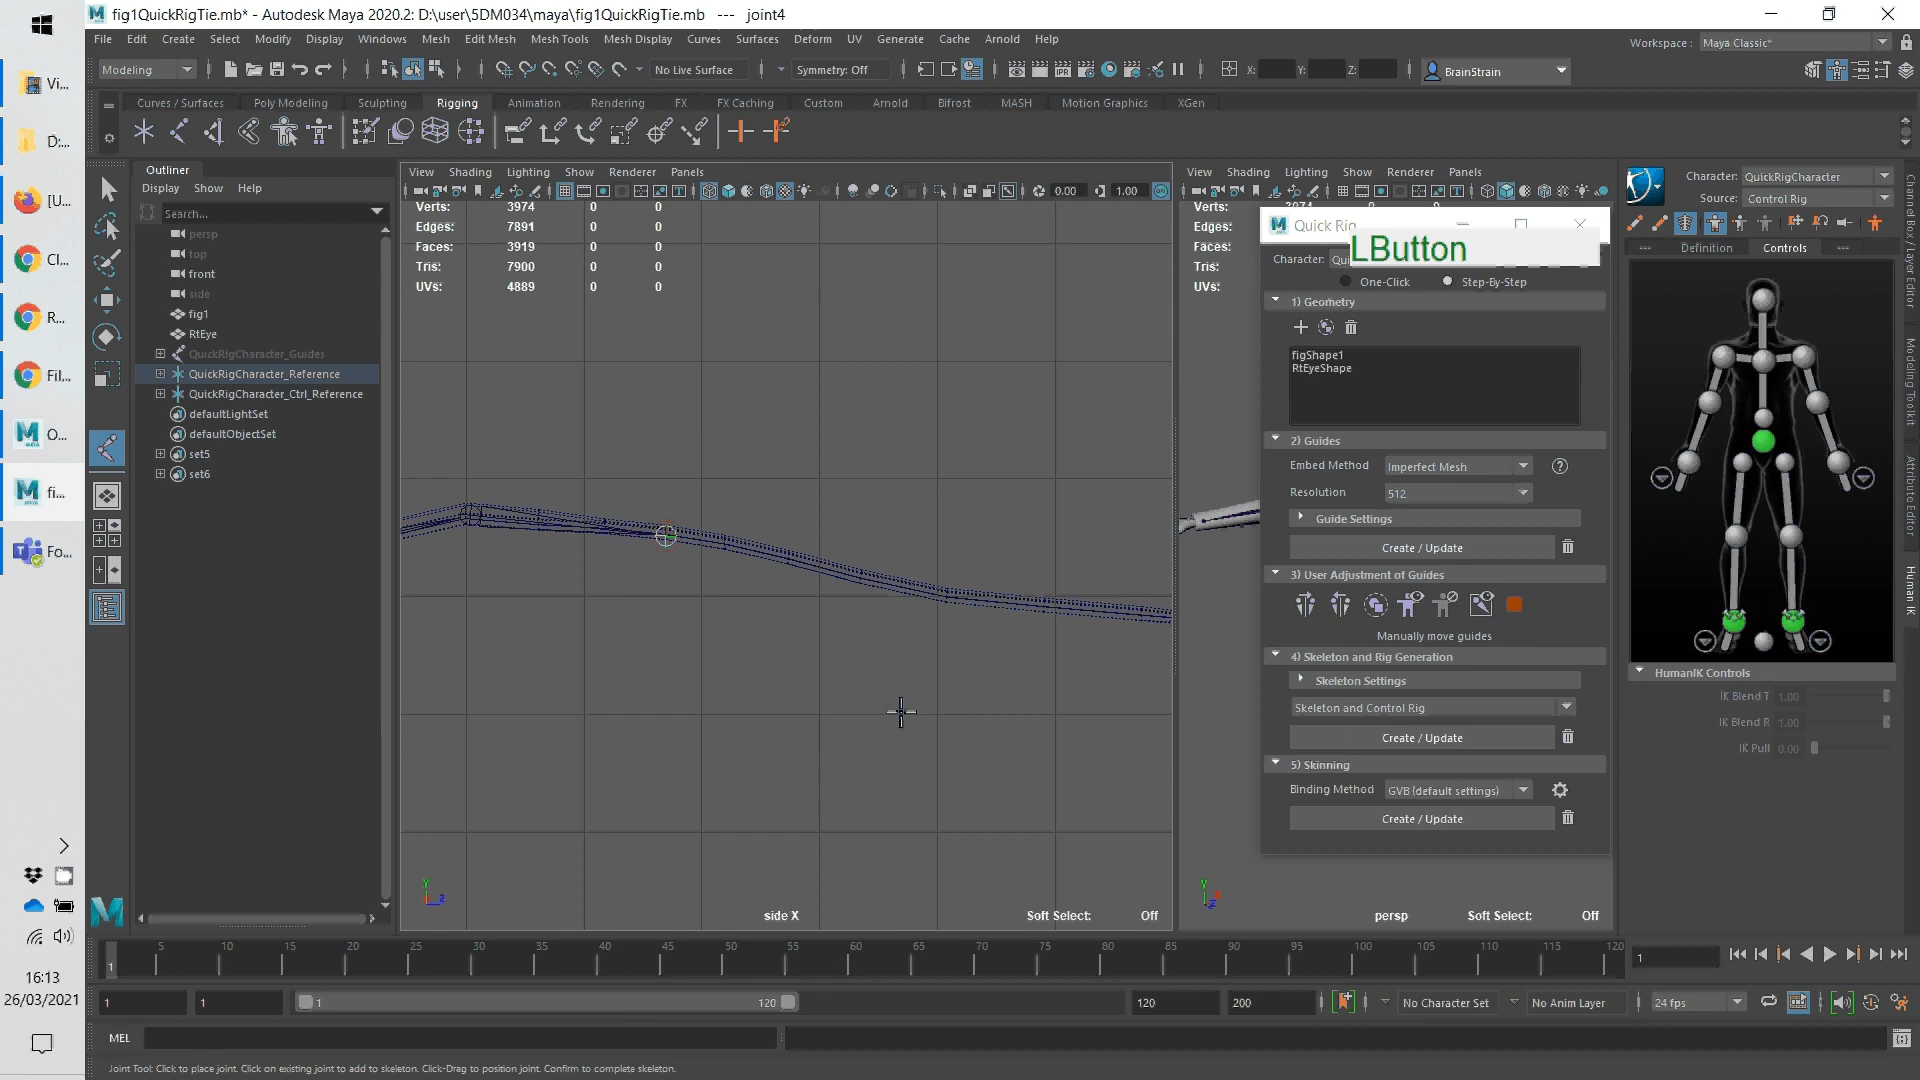 fig1QuickRigTie.mb* - Autodesk Maya 2020.2: D:\user\5DM034\maya\fig1QuickRigTie.mb --- joint4
File Edit Create Select Modify Display Windows Mesh Edit Mesh Mesh Tools Mesh Display Curves Surfaces Deform UV Generate Cache Arnold Help
Workspace : Maya Classic*
Modeling
No Live Surface
Symmetry: Off
X:
Y:
Z:
BrainStrain
Curves / Surfaces Poly Modeling Sculpting Rigging Animation Rendering FX FX Caching Custom Arnold Bifrost MASH Motion Graphics XGen
Vi...
D:...
[U...
Cl...
R...
Fil...
O...
fi...
Fo...
16:13
26/03/2021
Outliner
Display Show Help
Search...
persp
top
front
side
fig1
RtEye
QuickRigCharacter_Guides
QuickRigCharacter_Reference
QuickRigCharacter_Ctrl_Reference
defaultLightSet
defaultObjectSet
set5
set6
View Shading Lighting Show Renderer Panels
0.00
1.00
Verts: 3974 0 0
Edges: 7891 0 0
Faces: 3919 0 0
Tris: 7900 0 0
UVs: 4889 0 0
Y
Z
side X
Soft Select: Off
View Shading Lighting Show Renderer Panels
Verts:
Edges:
Faces:
Tris:
UVs:
Y
persp
Soft Select: Off
Quick Rig
LButton
Character: Qui
One-Click
Step-By-Step
1) Geometry
figShape1
RtEyeShape
2) Guides
Embed Method Imperfect Mesh
Resolution 512
Guide Settings
Create / Update
3) User Adjustment of Guides
Manually move guides
4) Skeleton and Rig Generation
Skeleton Settings
Skeleton and Control Rig
Create / Update
5) Skinning
Binding Method GVB (default settings)
Create / Update
Character: QuickRigCharacter
Source: Control Rig
Definition
Controls
HumanIK Controls
IK Blend T 1.00
IK Blend R 1.00
IK Pull 0.00
Channel Box / Layer Editor
Modeling Toolkit
Attribute Editor
Human IK
5 10 15 20 25 30 35 40 45 50 55 60 65 70 75 80 85 90 95 100 105 110 115 120
1
1
1
1
1
120
120
200
No Character Set
No Anim Layer
24 fps
MEL
Joint Tool: Click to place joint. Click on existing joint to add to skeleton. Click-Drag to position joint. Confirm to complete skeleton.